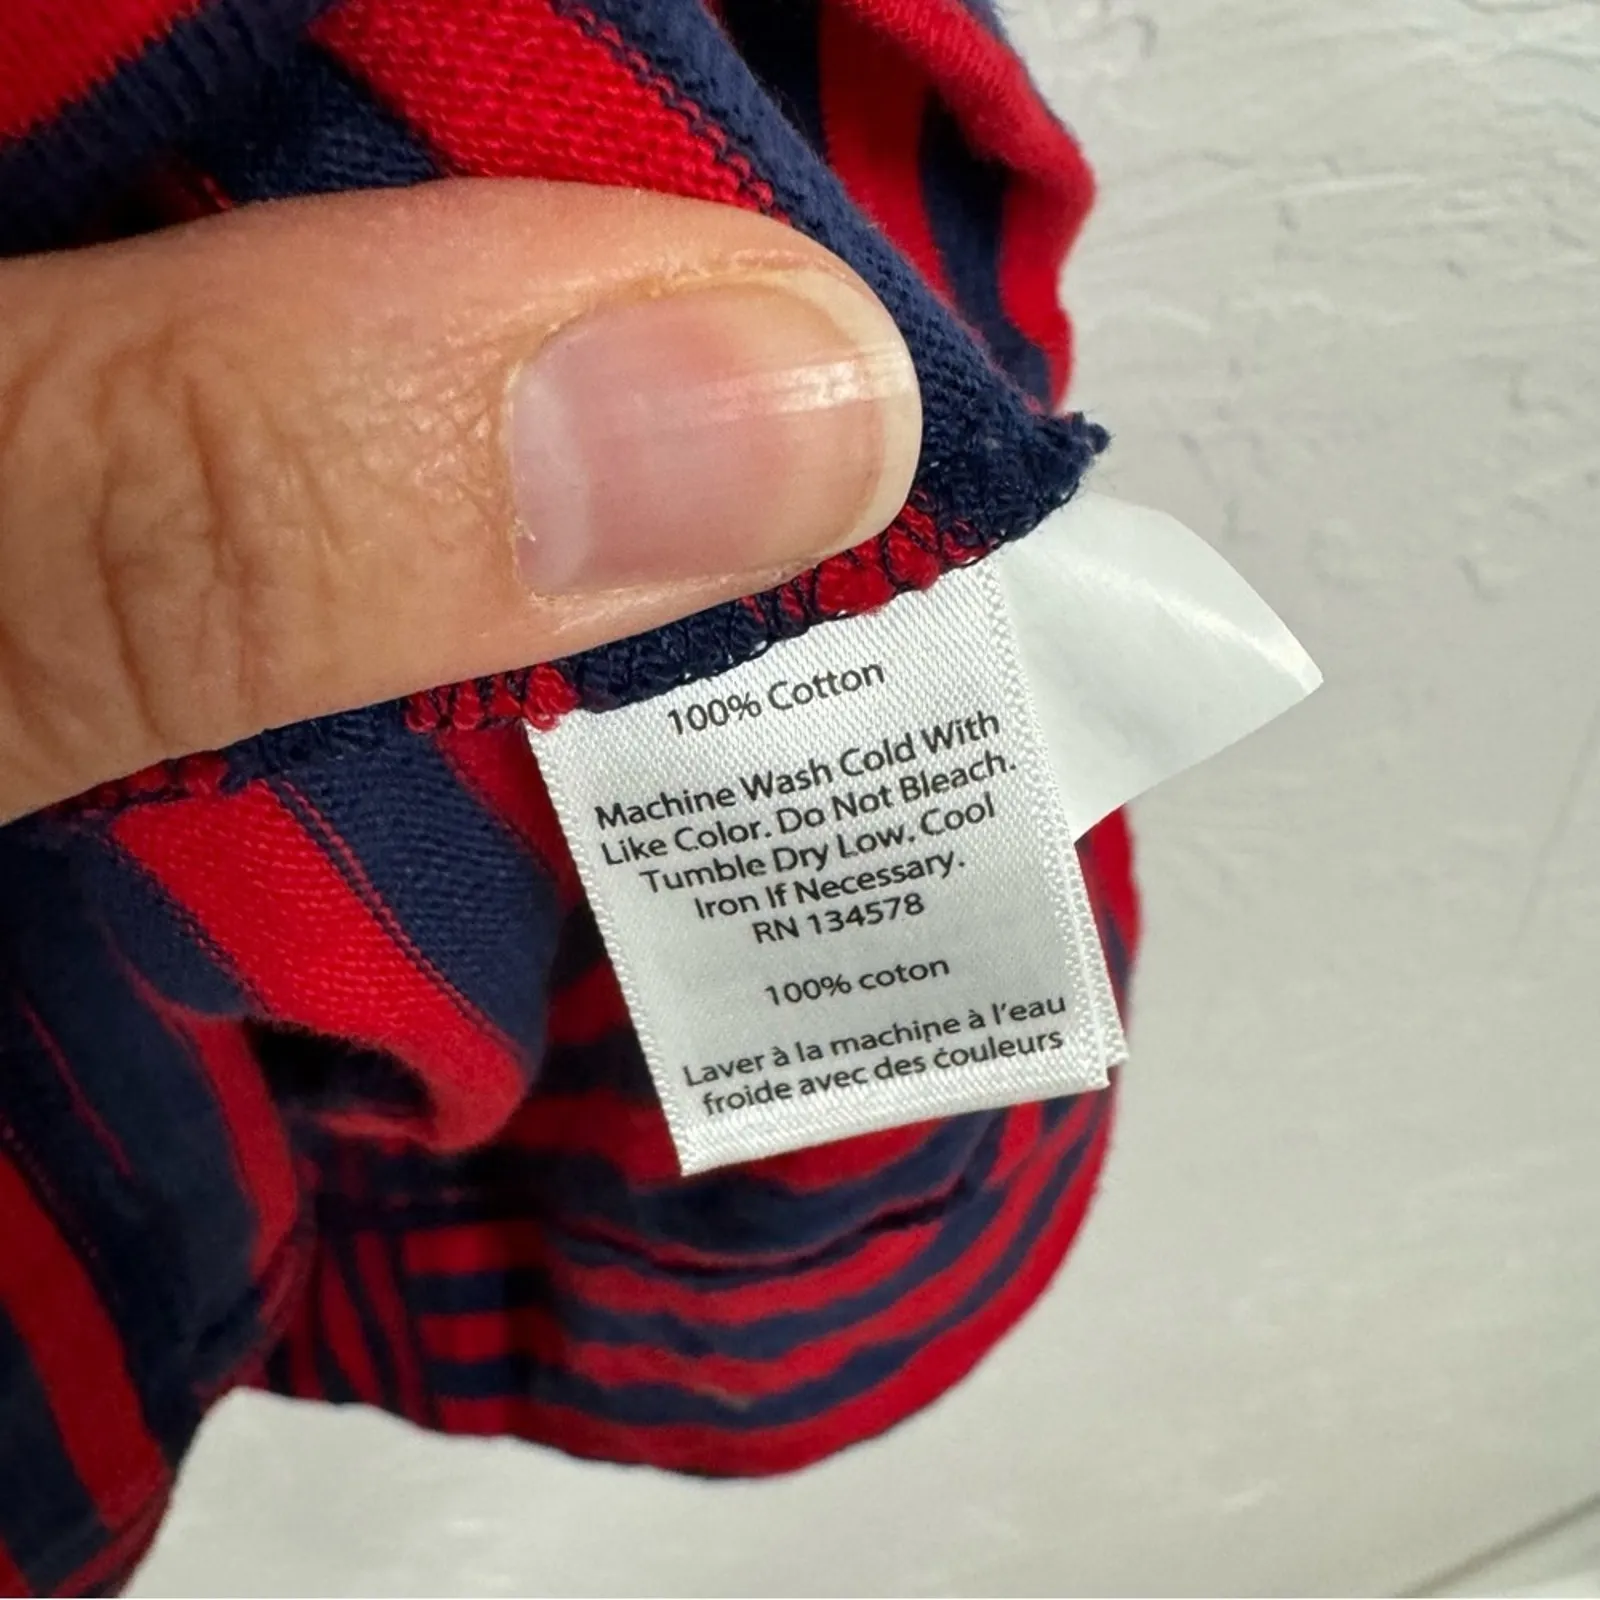 100% Cotton
Machine Wash Cold With
Like Color. Do Not Bleach.
Tumble Dry Low. Cool
Iron If Necessary.
RN 134578
100% coton
Laver à la machine à l'eau
froide avec des couleurs